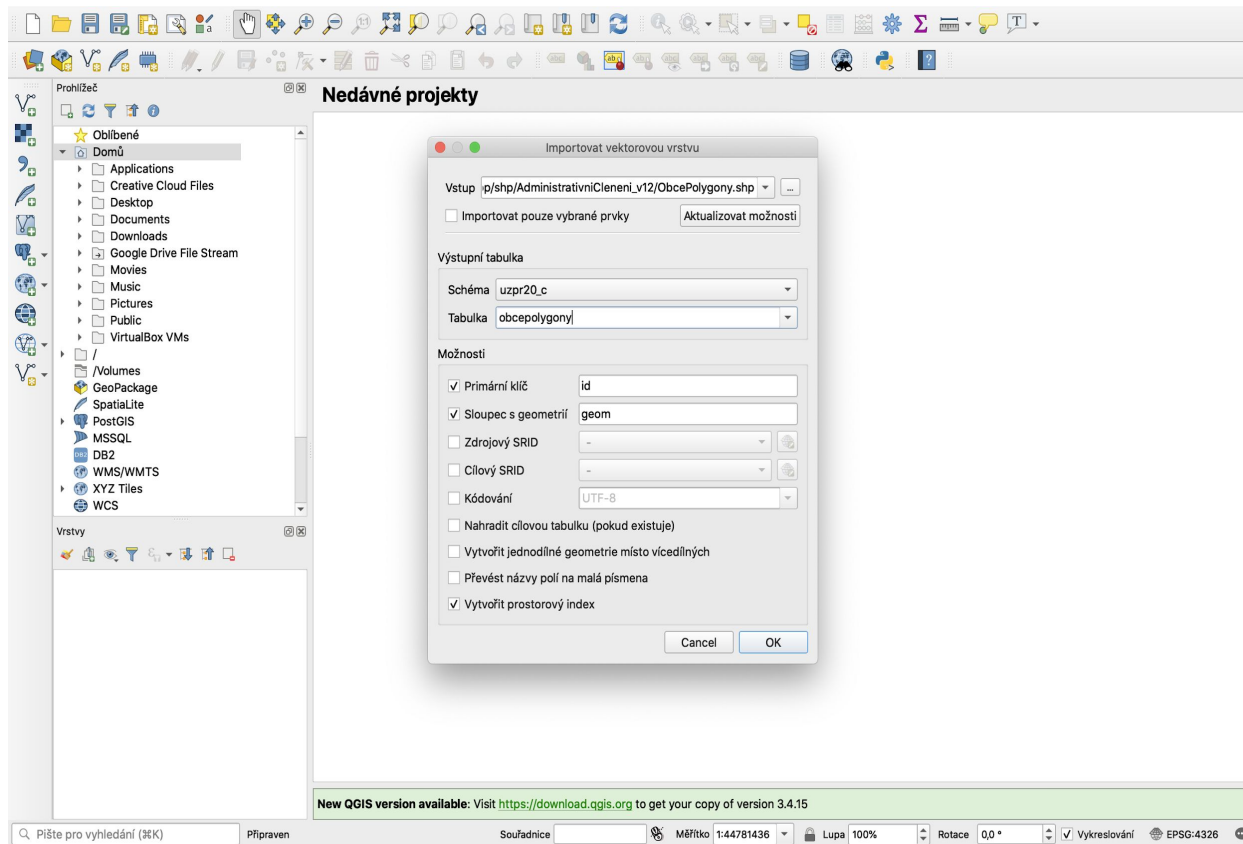 Prohlížeč
Oblíbené
Domů
Applications
Creative Cloud Files
Desktop
Documents
Downloads
Google Drive File Stream
Movies
Music
Pictures
Public
VirtualBox VMs
/
/Volumes
GeoPackage
SpatiaLite
PostGIS
MSSQL
DB2
WMS/WMTS
XYZ Tiles
WCS
Vrstvy
Nedávné projekty
Importovat vektorovou vrstvu
Vstup p/shp/AdministrativniCleneni_v12/ObcePolygony.shp ...
Importovat pouze vybrané prvky Aktualizovat možnosti
Výstupní tabulka
Schéma uzpr20_c
Tabulka obcepolygony
Možnosti
Primární klíč id
Sloupec s geometrií geom
Zdrojový SRID -
Cílový SRID -
Kódování UTF-8
Nahradit cílovou tabulku (pokud existuje)
Vytvořit jednodílné geometrie místo vícedílných
Převést názvy polí na malá písmena
Vytvořit prostorový index
Cancel OK
New QGIS version available: Visit https://download.qgis.org to get your copy of version 3.4.15
Pište pro vyhledání (⌘K) Připraven Souřadnice Měřítko 1:44781436 Lupa 100% Rotace 0,0 ° Vykreslování EPSG:4326